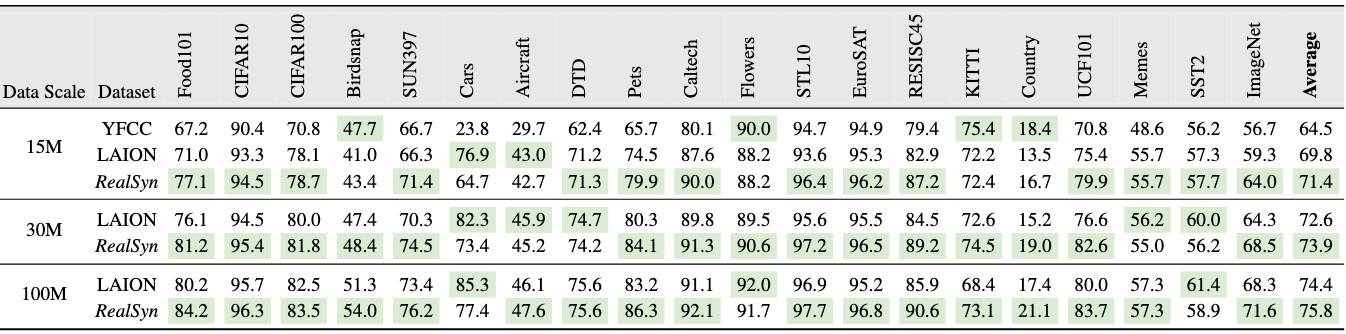 Data Scale Dataset Food101 CIFAR10 CIFAR100 Birdsnap SUN397 Cars Aircraft DTD Pets Caltech Flowers STL10 EuroSAT RESISC45 KITTI Country UCF101 Memes SST2 ImageNet Average
15M
YFCC 67.2 90.4 70.8 47.7 66.7 23.8 29.7 62.4 65.7 80.1 90.0 94.7 94.9 79.4 75.4 18.4 70.8 48.6 56.2 56.7 64.5
LAION 71.0 93.3 78.1 41.0 66.3 76.9 43.0 71.2 74.5 87.6 88.2 93.6 95.3 82.9 72.2 13.5 75.4 55.7 57.3 59.3 69.8
RealSyn 77.1 94.5 78.7 43.4 71.4 64.7 42.7 71.3 79.9 90.0 88.2 96.4 96.2 87.2 72.4 16.7 79.9 55.7 57.7 64.0 71.4
30M
LAION 76.1 94.5 80.0 47.4 70.3 82.3 45.9 74.7 80.3 89.8 89.5 95.6 95.5 84.5 72.6 15.2 76.6 56.2 60.0 64.3 72.6
RealSyn 81.2 95.4 81.8 48.4 74.5 73.4 45.2 74.2 84.1 91.3 90.6 97.2 96.5 89.2 74.5 19.0 82.6 55.0 56.2 68.5 73.9
100M
LAION 80.2 95.7 82.5 51.3 73.4 85.3 46.1 75.6 83.2 91.1 92.0 96.9 95.2 85.9 68.4 17.4 80.0 57.3 61.4 68.3 74.4
RealSyn 84.2 96.3 83.5 54.0 76.2 77.4 47.6 75.6 86.3 92.1 91.7 97.7 96.8 90.6 73.1 21.1 83.7 57.3 58.9 71.6 75.8